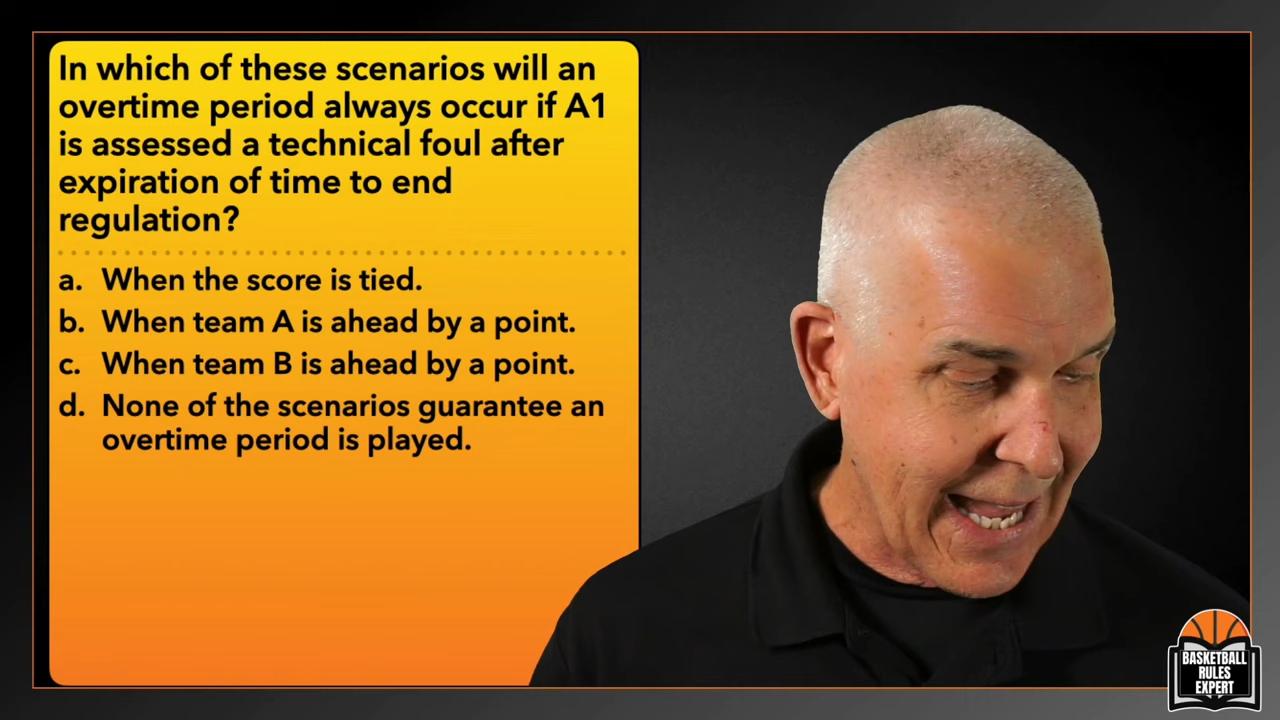 In which of these scenarios will an
overtime period always occur if A1
is assessed a technical foul after
expiration of time to end
regulation?
a. When the score is tied.
b. When team A is ahead by a point.
c. When team B is ahead by a point.
d. None of the scenarios guarantee an
overtime period is played.
BASKETBALL
RULES
EXPERT